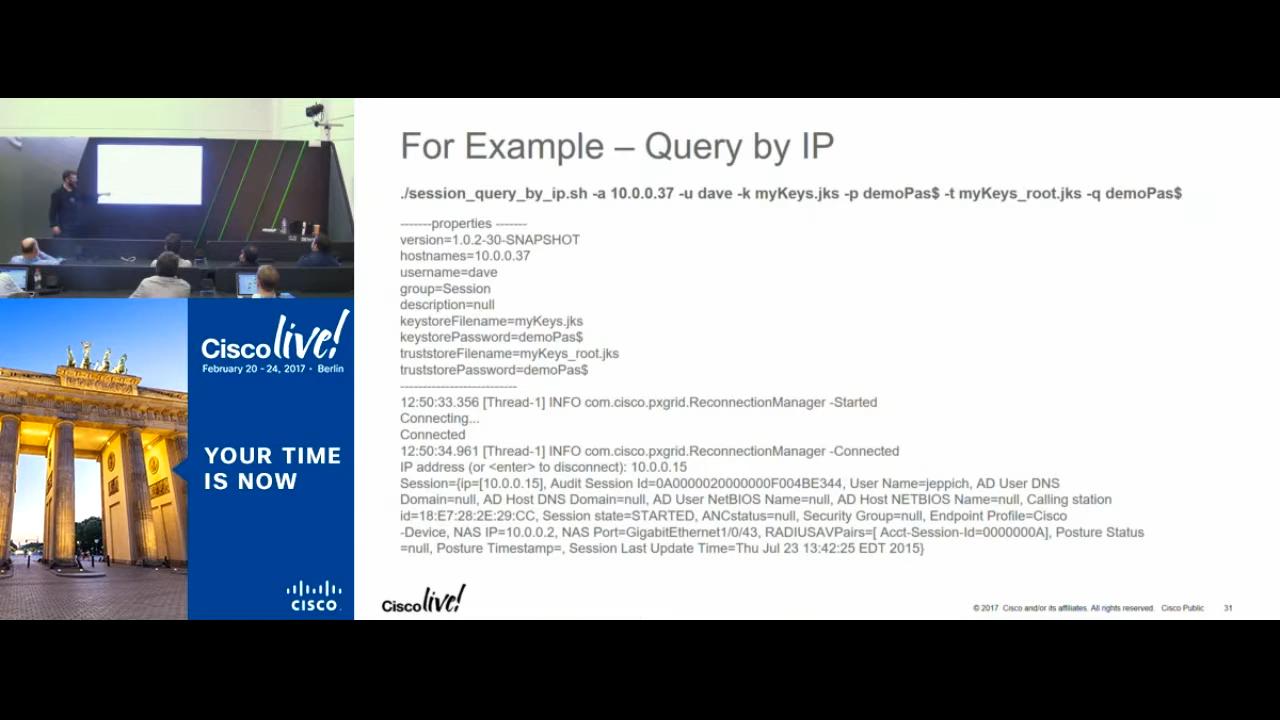 For Example – Query by IP
./session_query_by_ip.sh -a 10.0.0.37 -u dave -k myKeys.jks -p demoPas$ -t myKeys_root.jks -q demoPas$
-------properties -------
version=1.0.2-30-SNAPSHOT
hostnames=10.0.0.37
username=dave
group=Session
description=null
keystoreFilename=myKeys.jks
keystorePassword=demoPas$
truststoreFilename=myKeys_root.jks
truststorePassword=demoPas$
--------------------------
12:50:33.356 [Thread-1] INFO com.cisco.pxgrid.ReconnectionManager -Started
Connecting...
Connected
12:50:34.961 [Thread-1] INFO com.cisco.pxgrid.ReconnectionManager -Connected
IP address (or <enter> to disconnect): 10.0.0.15
Session={ip=[10.0.0.15], Audit Session Id=0A0000020000000F004BE344, User Name=jeppich, AD User DNS
Domain=null, AD Host DNS Domain=null, AD User NetBIOS Name=null, AD Host NETBIOS Name=null, Calling station
id=18:E7:28:2E:29:CC, Session state=STARTED, ANCstatus=null, Security Group=null, Endpoint Profile=Cisco
-Device, NAS IP=10.0.0.2, NAS Port=GigabitEthernet1/0/43, RADIUSAVPairs=[ Acct-Session-Id=0000000A], Posture Status
=null, Posture Timestamp=, Session Last Update Time=Thu Jul 23 13:42:25 EDT 2015}
Cisco live!
© 2017 Cisco and/or its affiliates. All rights reserved. Cisco Public 31
Cisco live!
February 20 - 24, 2017 • Berlin
YOUR TIME
IS NOW
CISCO